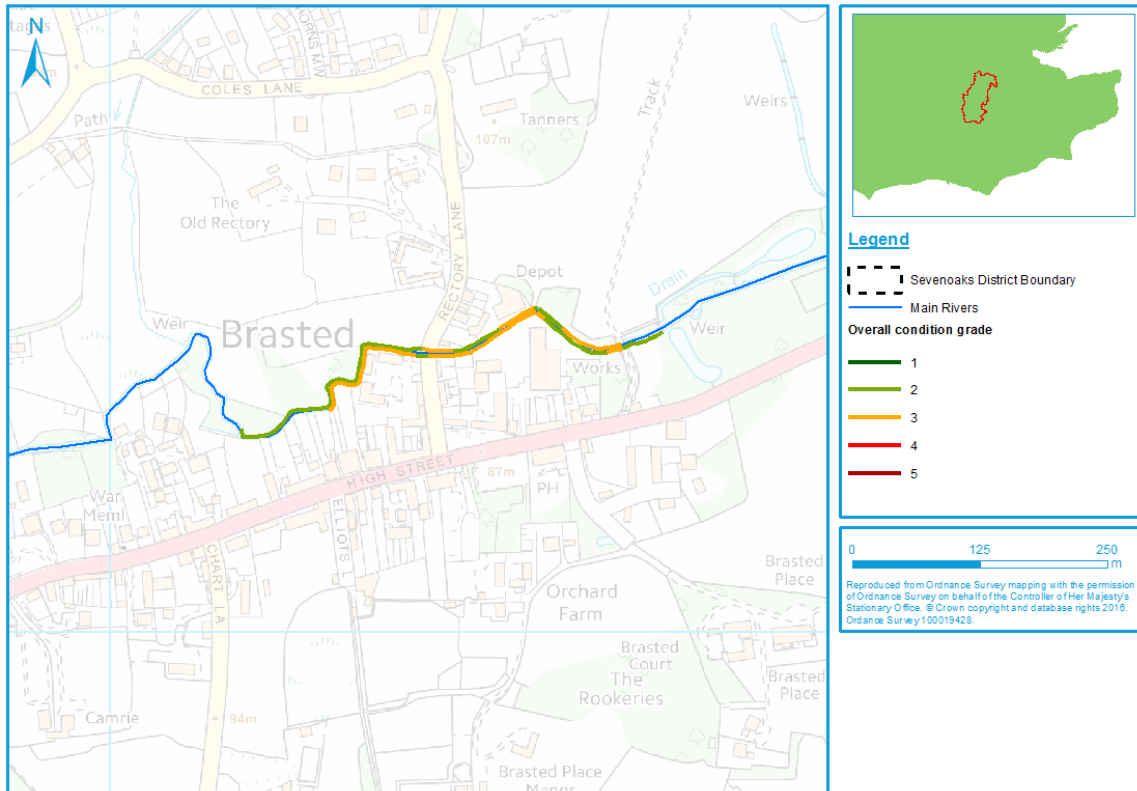 N
COLES LANE
THORNS MW
Path
Tanners
107m
Track
Weirs
The
Old Rectory
RECTORY LANE
Depot
Drain
Weir
Brasted
Weir
Works
HIGH STREET
87m
PH
War
Meml
CHART LA
ELLIOTS L
Orchard
Farm
Brasted
Place
Brasted
Court
The
Rookeries
Brasted
Place
Camrie
94m
Brasted Place
Manor
Legend
Sevenoaks District Boundary
Main Rivers
Overall condition grade
1
2
3
4
5
0 125 250
m
Reproduced from Ordnance Survey mapping with the permission
of Ordnance Survey on behalf of the Controller of Her Majesty's
Stationary Office. © Crown copyright and database rights 2016.
Ordance Survey 100019428.